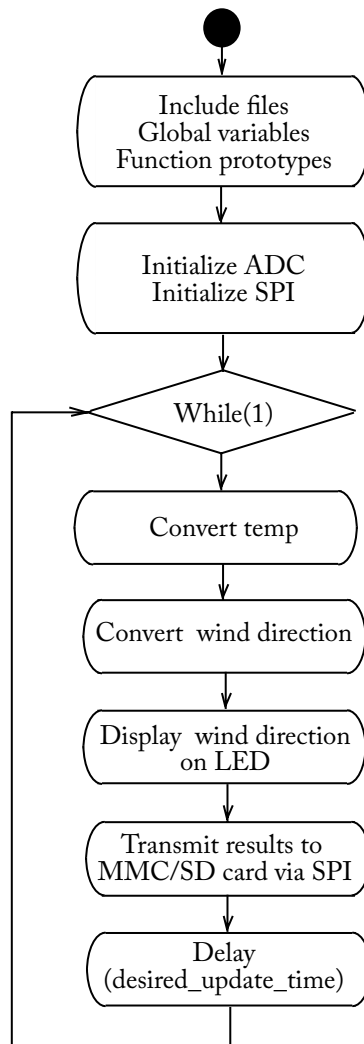 Include files
Global variables
Function prototypes
Initialize ADC
Initialize SPI
While(1)
Convert temp
Convert wind direction
Display wind direction
on LED
Transmit results to
MMC/SD card via SPI
Delay
(desired_update_time)